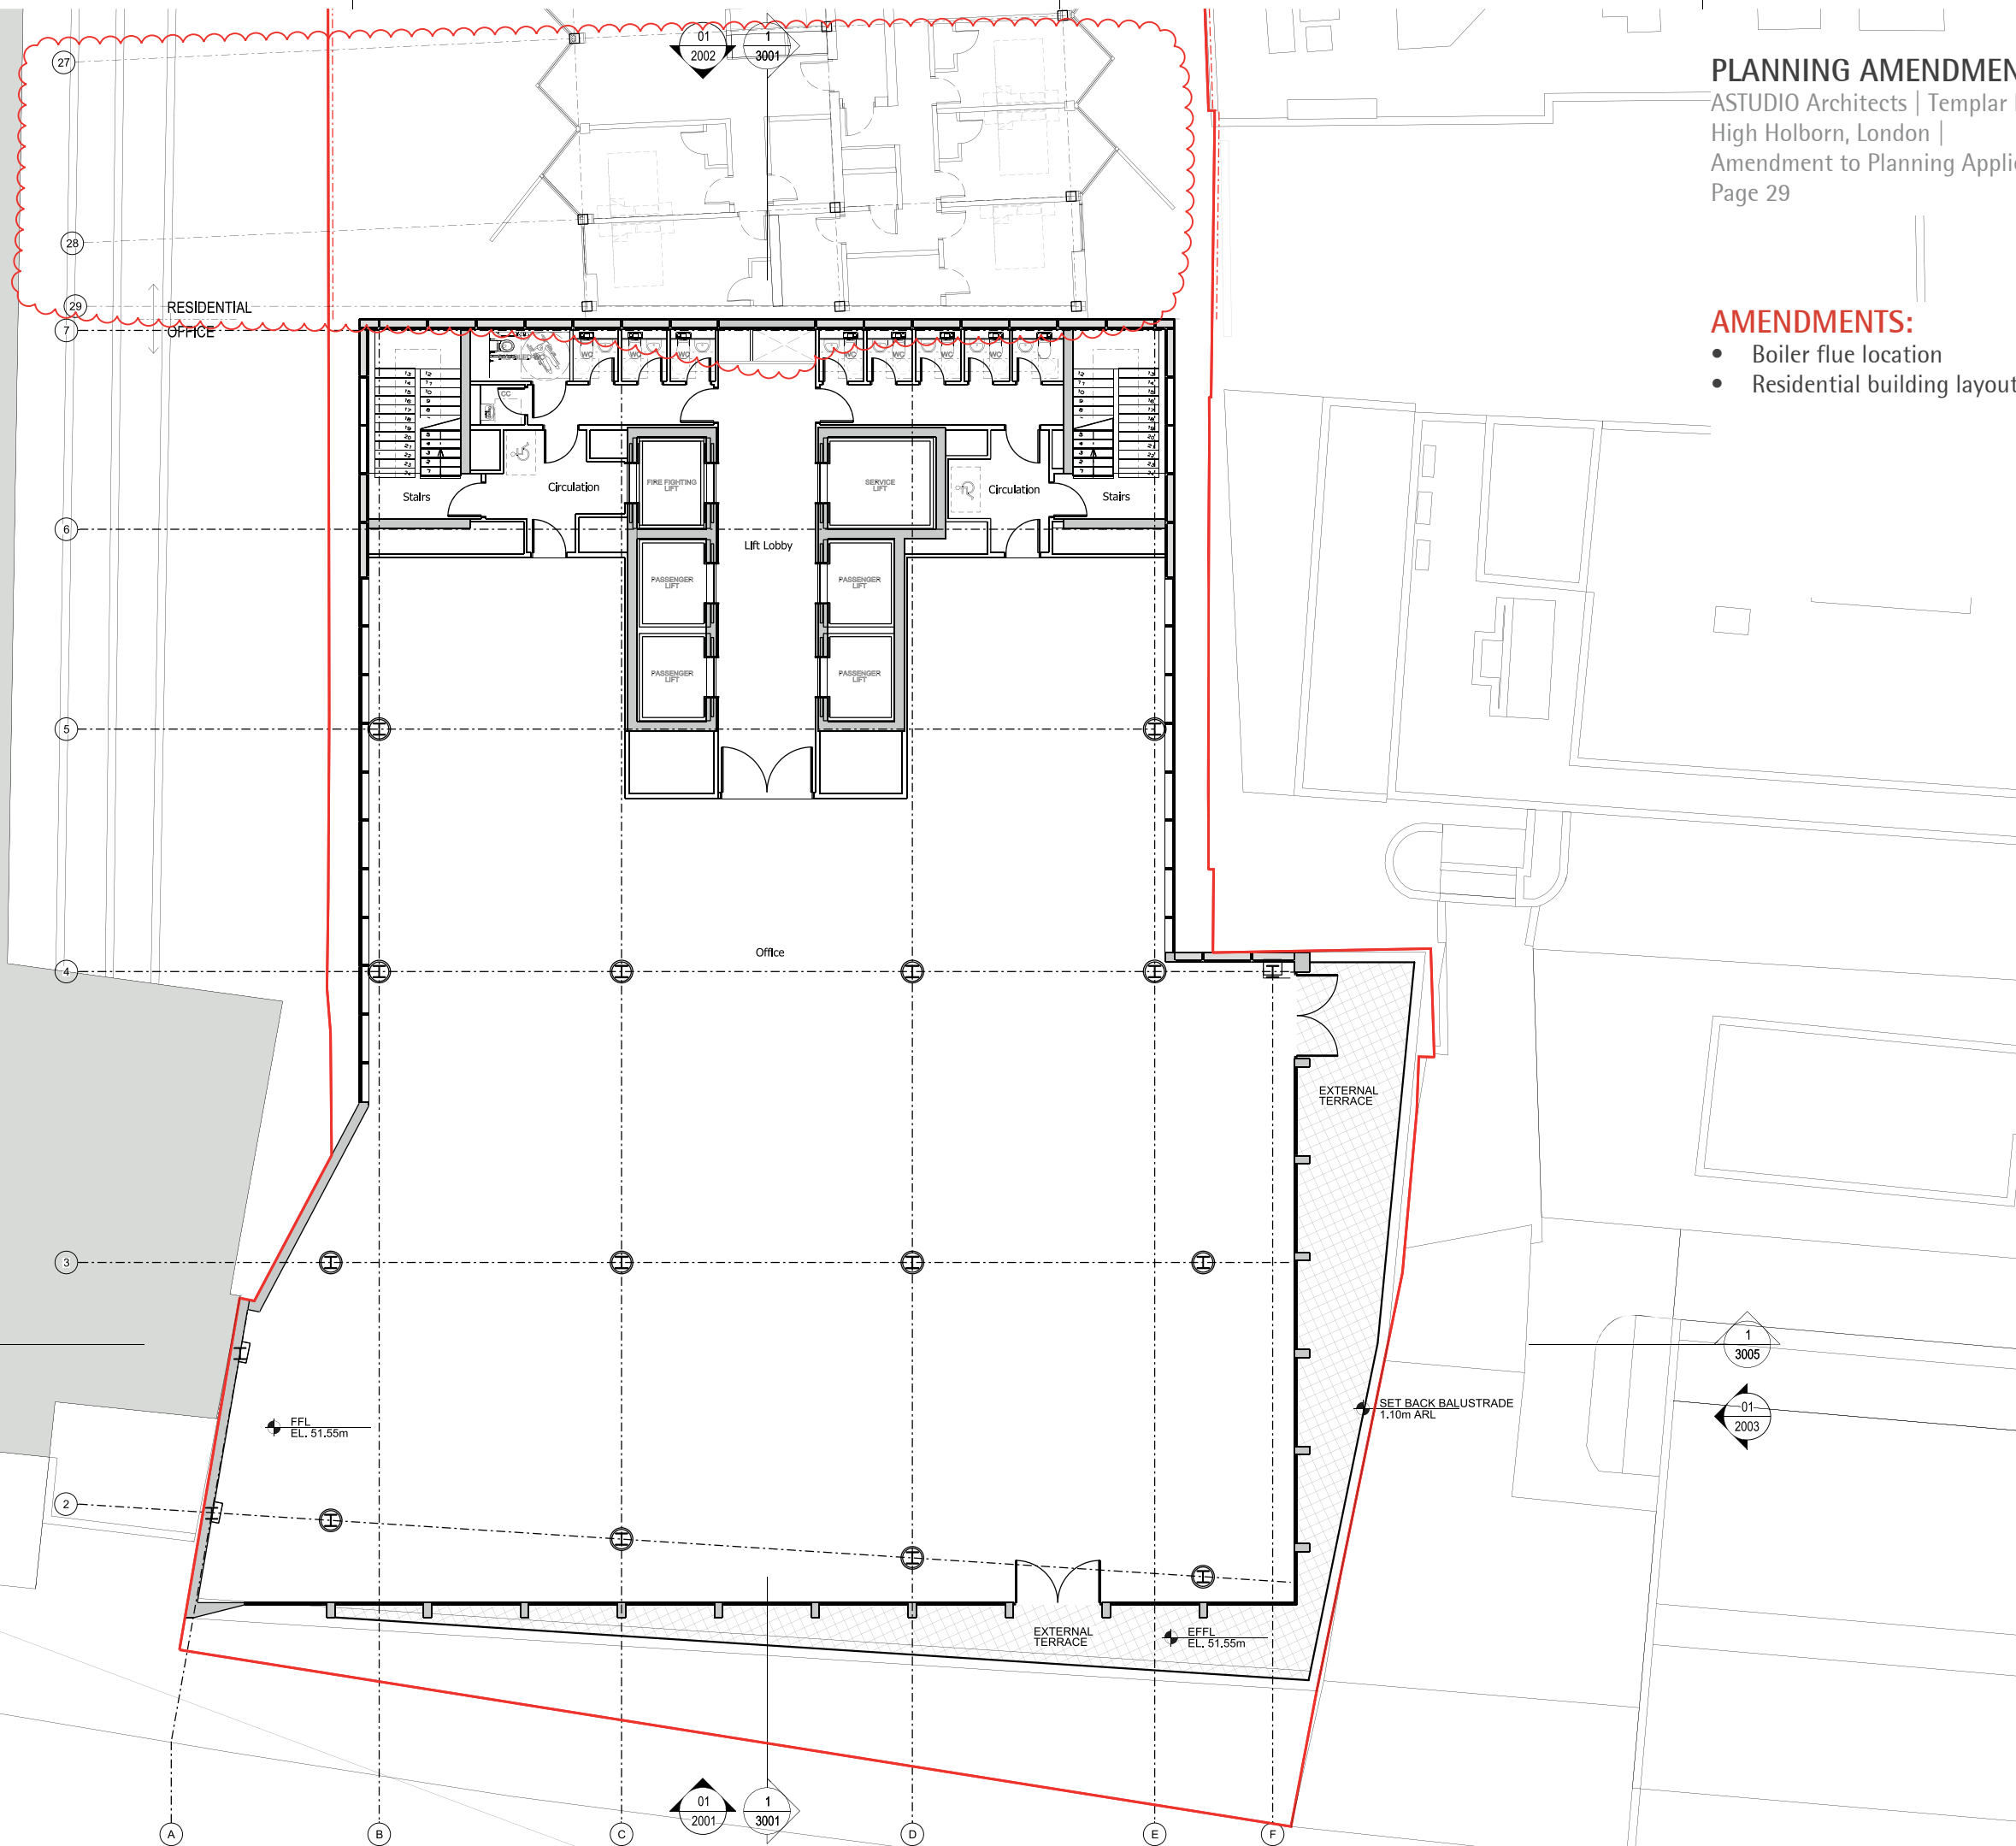 PLANNING AMENDMEN
ASTUDIO Architects | Templar
High Holborn, London |
Amendment to Planning Applic
Page 29
AMENDMENTS:
• Boiler flue location
• Residential building layout
01
2002
1
3001
27
28
29
7
RESIDENTIAL
OFFICE
WC
WC
WC
WC
WC
WC
WC
WC
CC
Stairs
Circulation
FIRE FIGHTING
LIFT
SERVICE
LIFT
Circulation
Stairs
6
Lift Lobby
PASSENGER
LIFT
PASSENGER
LIFT
PASSENGER
LIFT
PASSENGER
LIFT
5
Office
4
EXTERNAL
TERRACE
3
1
3005
SET BACK BALUSTRADE
1.10m ARL
01
2003
FFL
EL. 51.55m
2
EXTERNAL
TERRACE
EFFL
EL. 51.55m
01
2001
1
3001
A
B
C
D
E
F